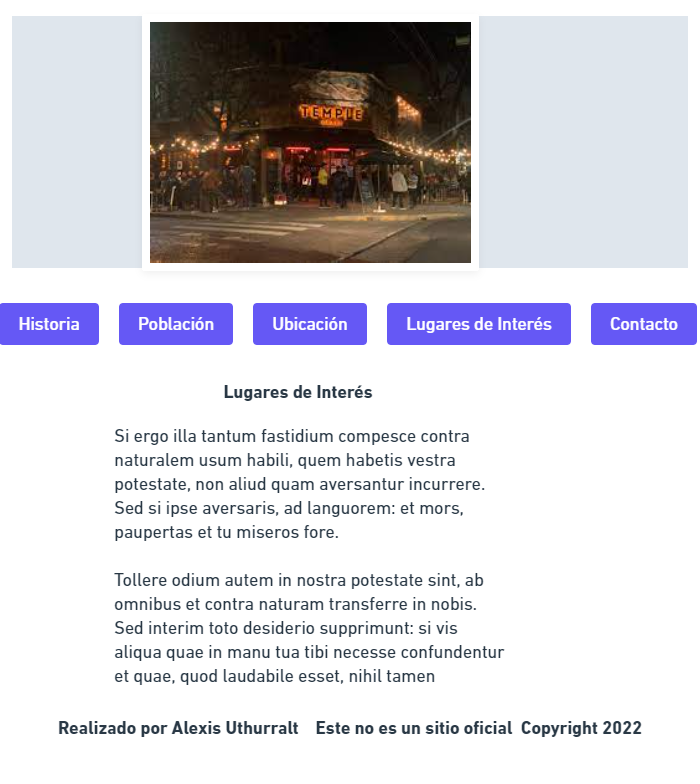 TEMPLE
Historia
Población
Ubicación
Lugares de Interés
Contacto
Lugares de Interés
Si ergo illa tantum fastidium compesce contra
naturalem usum habili, quem habetis vestra
potestate, non aliud quam aversantur incurrere.
Sed si ipse aversaris, ad languorem: et mors,
paupertas et tu miseros fore.
Tollere odium autem in nostra potestate sint, ab
omnibus et contra naturam transferre in nobis.
Sed interim toto desiderio supprimunt: si vis
aliqua quae in manu tua tibi necesse confundentur
et quae, quod laudabile esset, nihil tamen
Realizado por Alexis Uthurralt Este no es un sitio oficial Copyright 2022